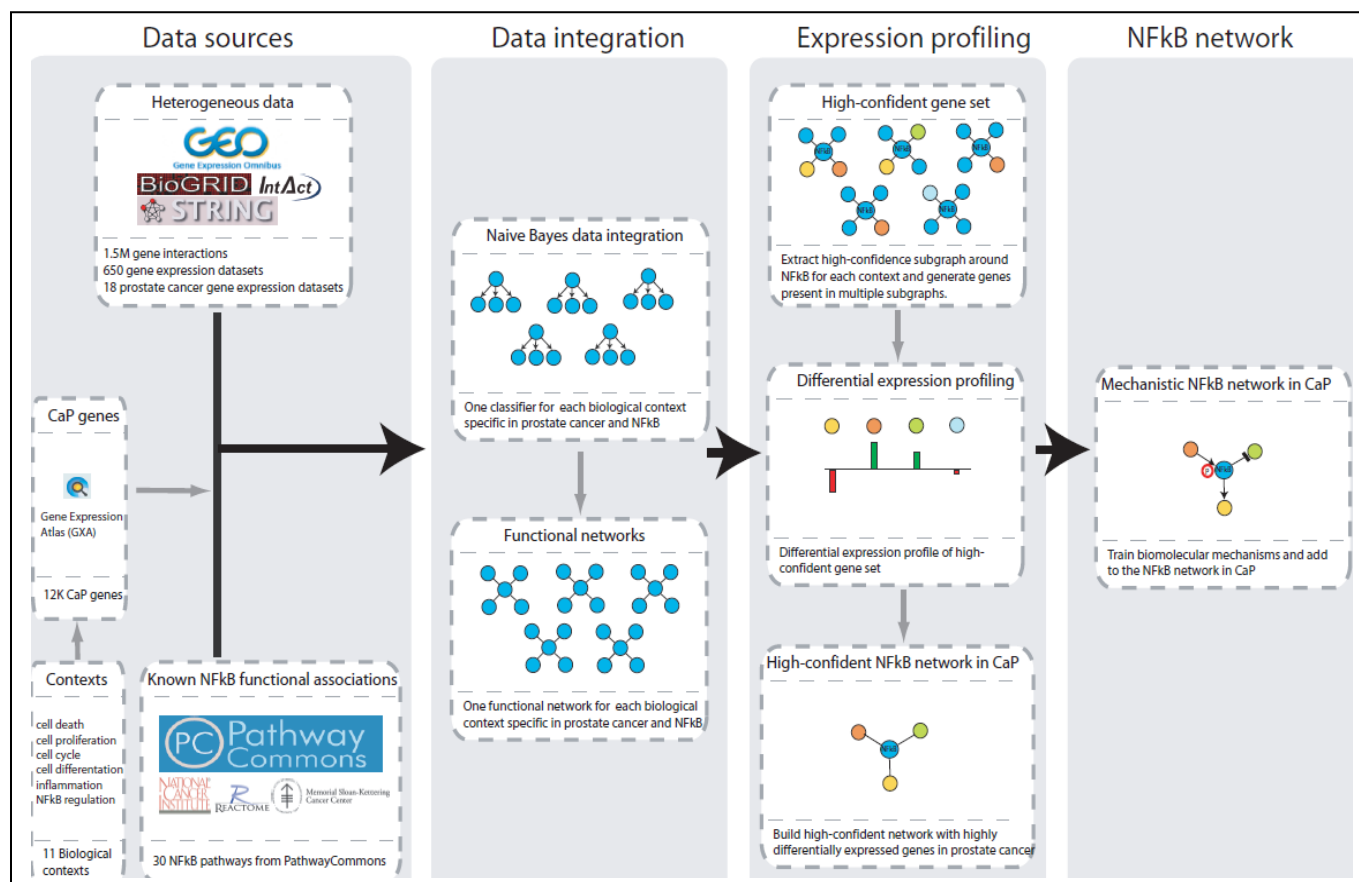 Data sources
Data integration
Expression profiling
NFkB network
Heterogeneous data
GEO
Gene Expression Omnibus
BioGRID IntAct
STRING
1.5M gene interactions
650 gene expression datasets
18 prostate cancer gene expression datasets
CaP genes
Gene Expression
Atlas (GXA)
12K CaP genes
Contexts
cell death
cell proliferation
cell cycle
cell differentation
inflammation
NFkB regulation
11 Biological
contexts
Known NFkB functional associations
PC Pathway
Commons
NATIONAL
CANCER
INSTITUTE
REACTOME
Memorial Sloan-Kettering
Cancer Center
30 NFkB pathways from PathwayCommons
Naive Bayes data integration
One classifier for each biological context
specific in prostate cancer and NFkB
Functional networks
One functional network for each biological
context specific in prostate cancer and NFkB
High-confident gene set
NFkB
NFkB
NFkB
NFkB
NFkB
Extract high-confidence subgraph around
NFkB for each context and generate genes
present in multiple subgraphs.
Differential expression profiling
Differential expression profile of high-
confident gene set
High-confident NFkB network in CaP
NFkB
Build high-confident network with highly
differentially expressed genes in prostate cancer
Mechanistic NFkB network in CaP
P NFkB
Train biomolecular mechanisms and add
to the NFkB network in CaP